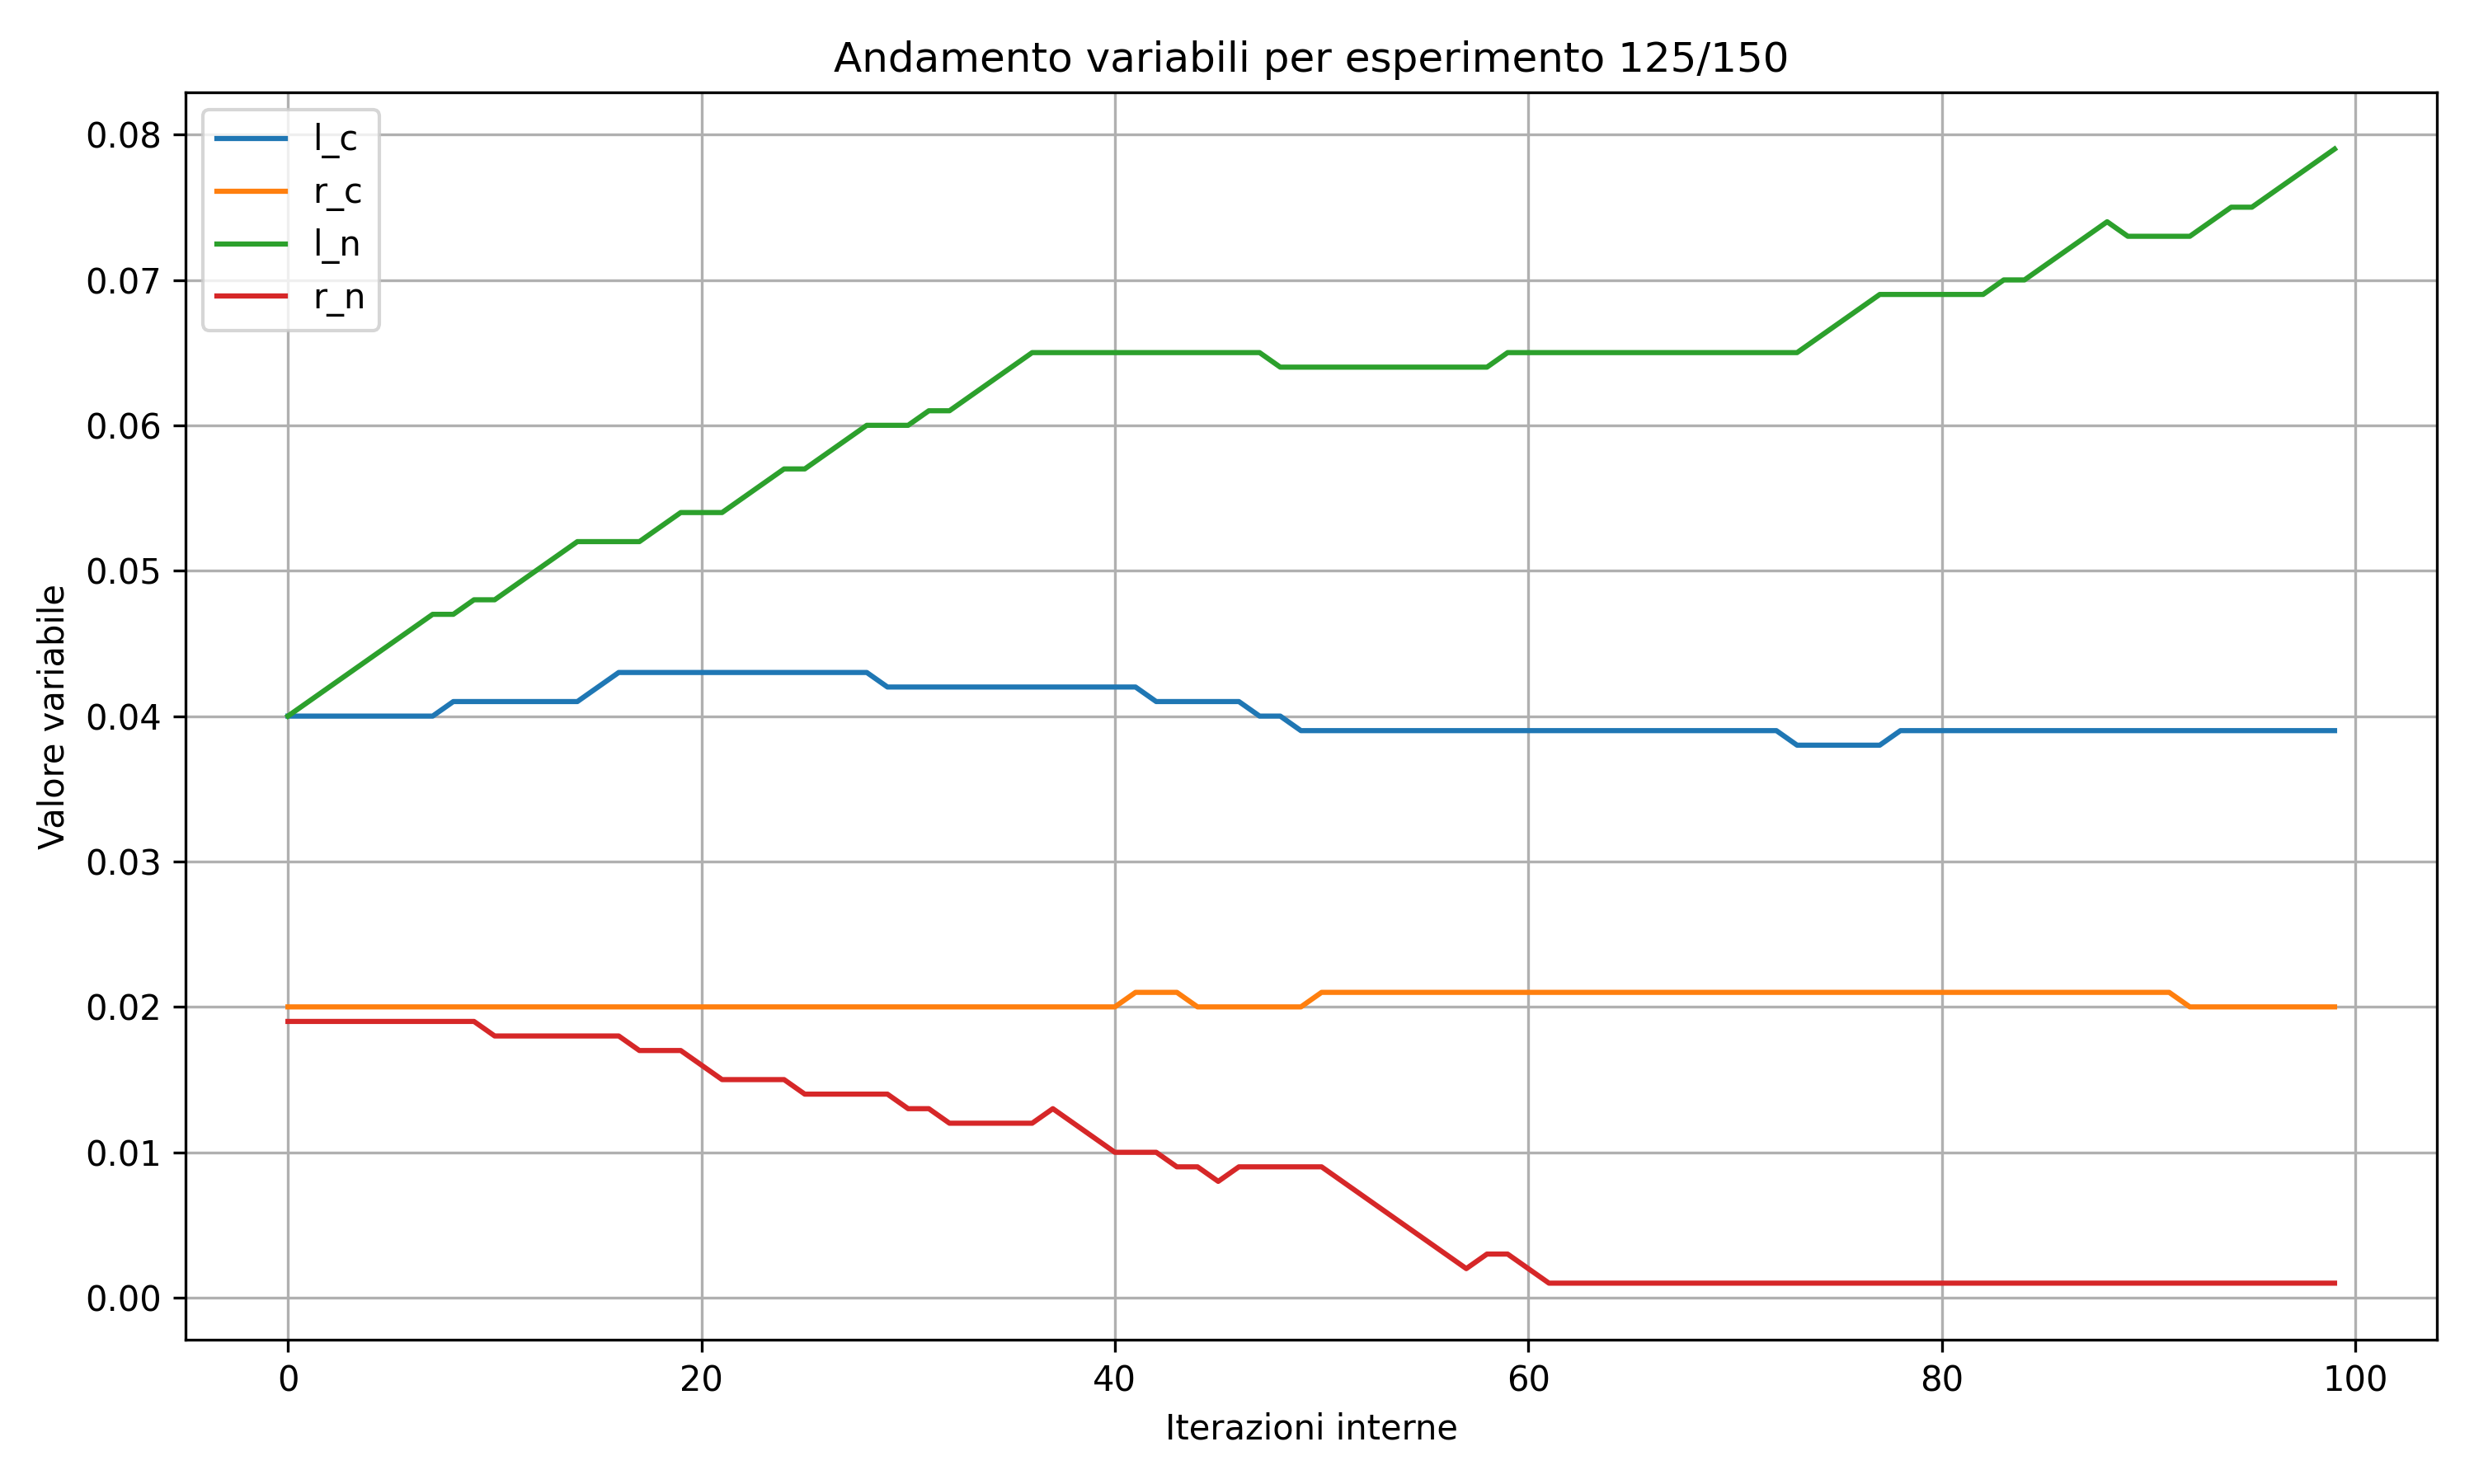 Andamento variabili per esperimento 125/150
l_c
r_c
l_n
r_n
Valore variabile
0.08
0.07
0.06
0.05
0.04
0.03
0.02
0.01
0.00
0 20 40 60 80 100
Iterazioni interne